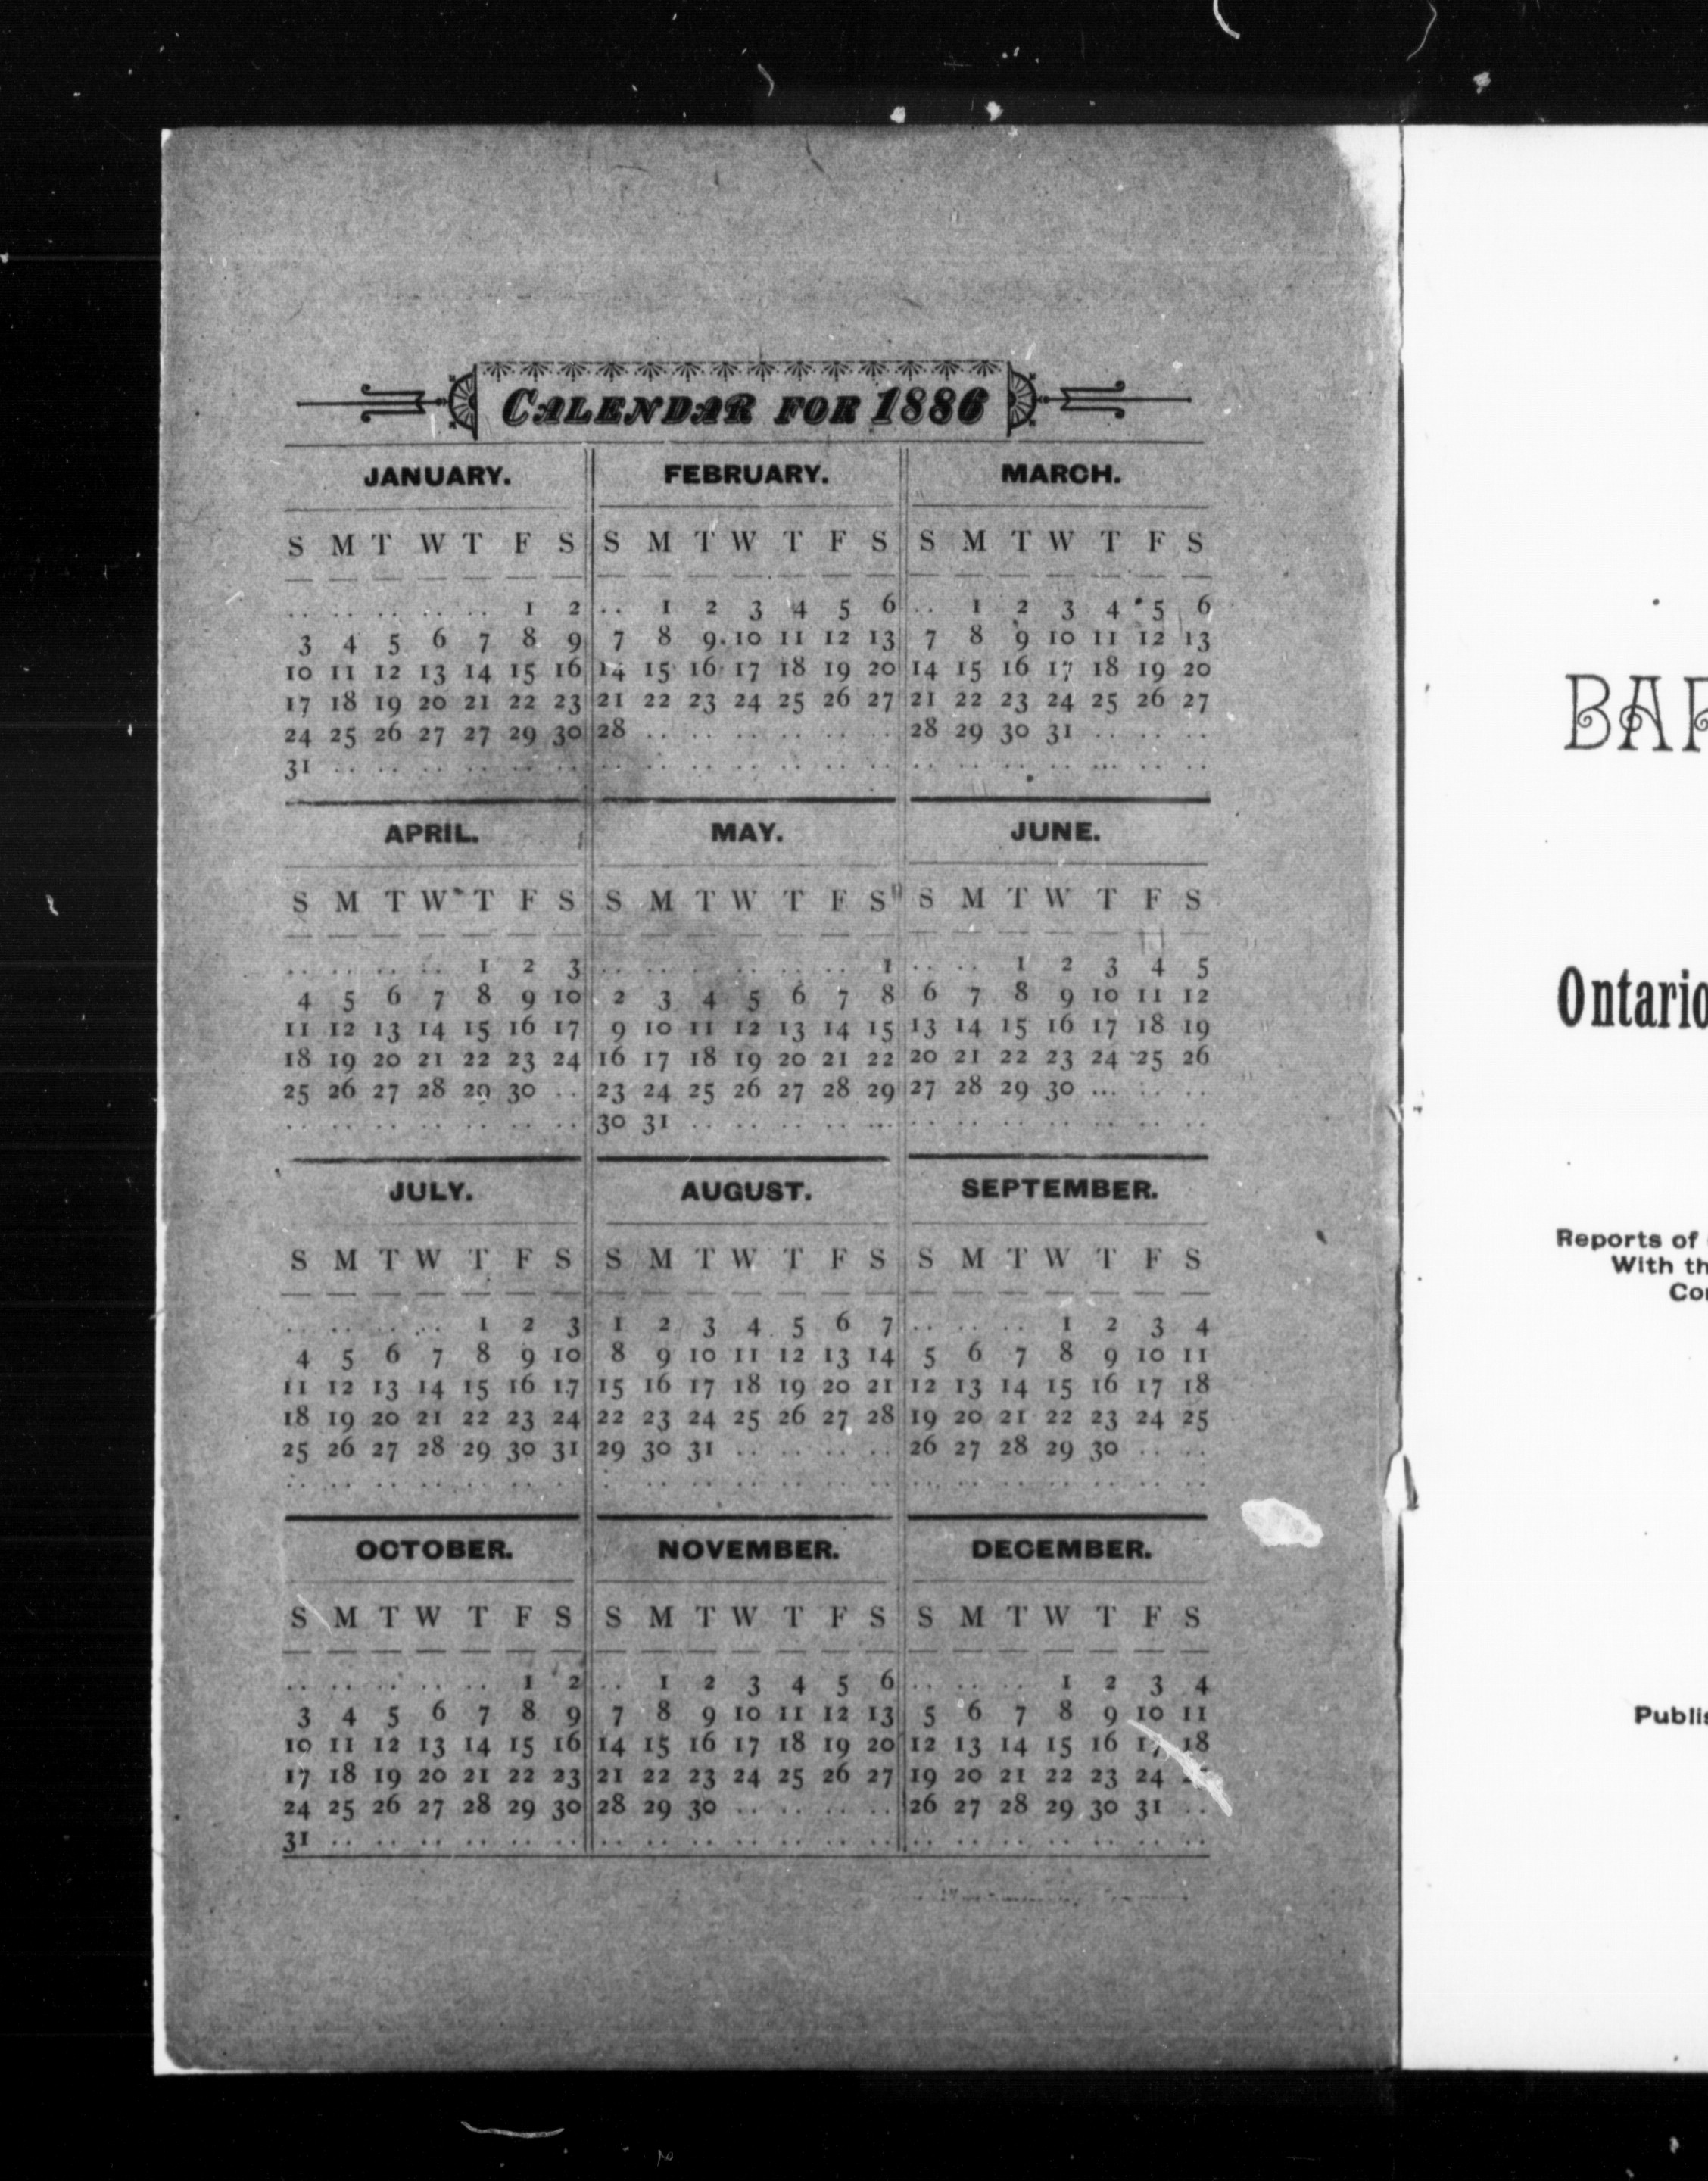 CALENDAR FOR 1886
JANUARY.
S M T W T F S
.. .. .. .. .. 1 2
3 4 5 6 7 8 9
10 11 12 13 14 15 16
17 18 19 20 21 22 23
24 25 26 27 27 29 30
31 .. .. .. .. .. ..
FEBRUARY.
S M T W T F S
.. 1 2 3 4 5 6
7 8 9 10 11 12 13
14 15 16 17 18 19 20
21 22 23 24 25 26 27
28 .. .. .. .. .. ..
.. .. .. .. .. .. ..
MARCH.
S M T W T F S
.. 1 2 3 4 5 6
7 8 9 10 11 12 13
14 15 16 17 18 19 20
21 22 23 24 25 26 27
28 29 30 31 .. .. ..
.. .. .. .. ... .. ..
APRIL.
S M T W T F S
.. .. .. .. 1 2 3
4 5 6 7 8 9 10
11 12 13 14 15 16 17
18 19 20 21 22 23 24
25 26 27 28 29 30 ..
.. .. .. .. .. .. ..
MAY.
S M T W T F S
.. .. .. .. .. .. 1
2 3 4 5 6 7 8
9 10 11 12 13 14 15
16 17 18 19 20 21 22
23 24 25 26 27 28 29
30 31 .. .. .. .. ...
JUNE.
S M T W T F S
.. .. 1 2 3 4 5
6 7 8 9 10 11 12
13 14 15 16 17 18 19
20 21 22 23 24 25 26
27 28 29 30 ... .. ..
.. .. .. .. .. .. ..
JULY.
S M T W T F S
.. .. .. .. 1 2 3
4 5 6 7 8 9 10
11 12 13 14 15 16 17
18 19 20 21 22 23 24
25 26 27 28 29 30 31
.. .. .. .. .. .. ..
AUGUST.
S M T W T F S
1 2 3 4 5 6 7
8 9 10 11 12 13 14
15 16 17 18 19 20 21
22 23 24 25 26 27 28
29 30 31 .. .. .. ..
.. .. .. .. .. .. ..
SEPTEMBER.
S M T W T F S
.. .. .. 1 2 3 4
5 6 7 8 9 10 11
12 13 14 15 16 17 18
19 20 21 22 23 24 25
26 27 28 29 30 .. ..
.. .. .. .. .. .. ..
OCTOBER.
S M T W T F S
.. .. .. .. .. 1 2
3 4 5 6 7 8 9
10 11 12 13 14 15 16
17 18 19 20 21 22 23
24 25 26 27 28 29 30
31 .. .. .. .. .. ..
NOVEMBER.
S M T W T F S
.. 1 2 3 4 5 6
7 8 9 10 11 12 13
14 15 16 17 18 19 20
21 22 23 24 25 26 27
28 29 30 .. .. .. ..
.. .. .. .. .. .. ..
DECEMBER.
S M T W T F S
.. .. .. 1 2 3 4
5 6 7 8 9 10 11
12 13 14 15 16 17 18
19 20 21 22 23 24
26 27 28 29 30 31 ..
.. .. .. .. .. .. ..
BAP
Ontario
Reports of
With th
Con
Publis